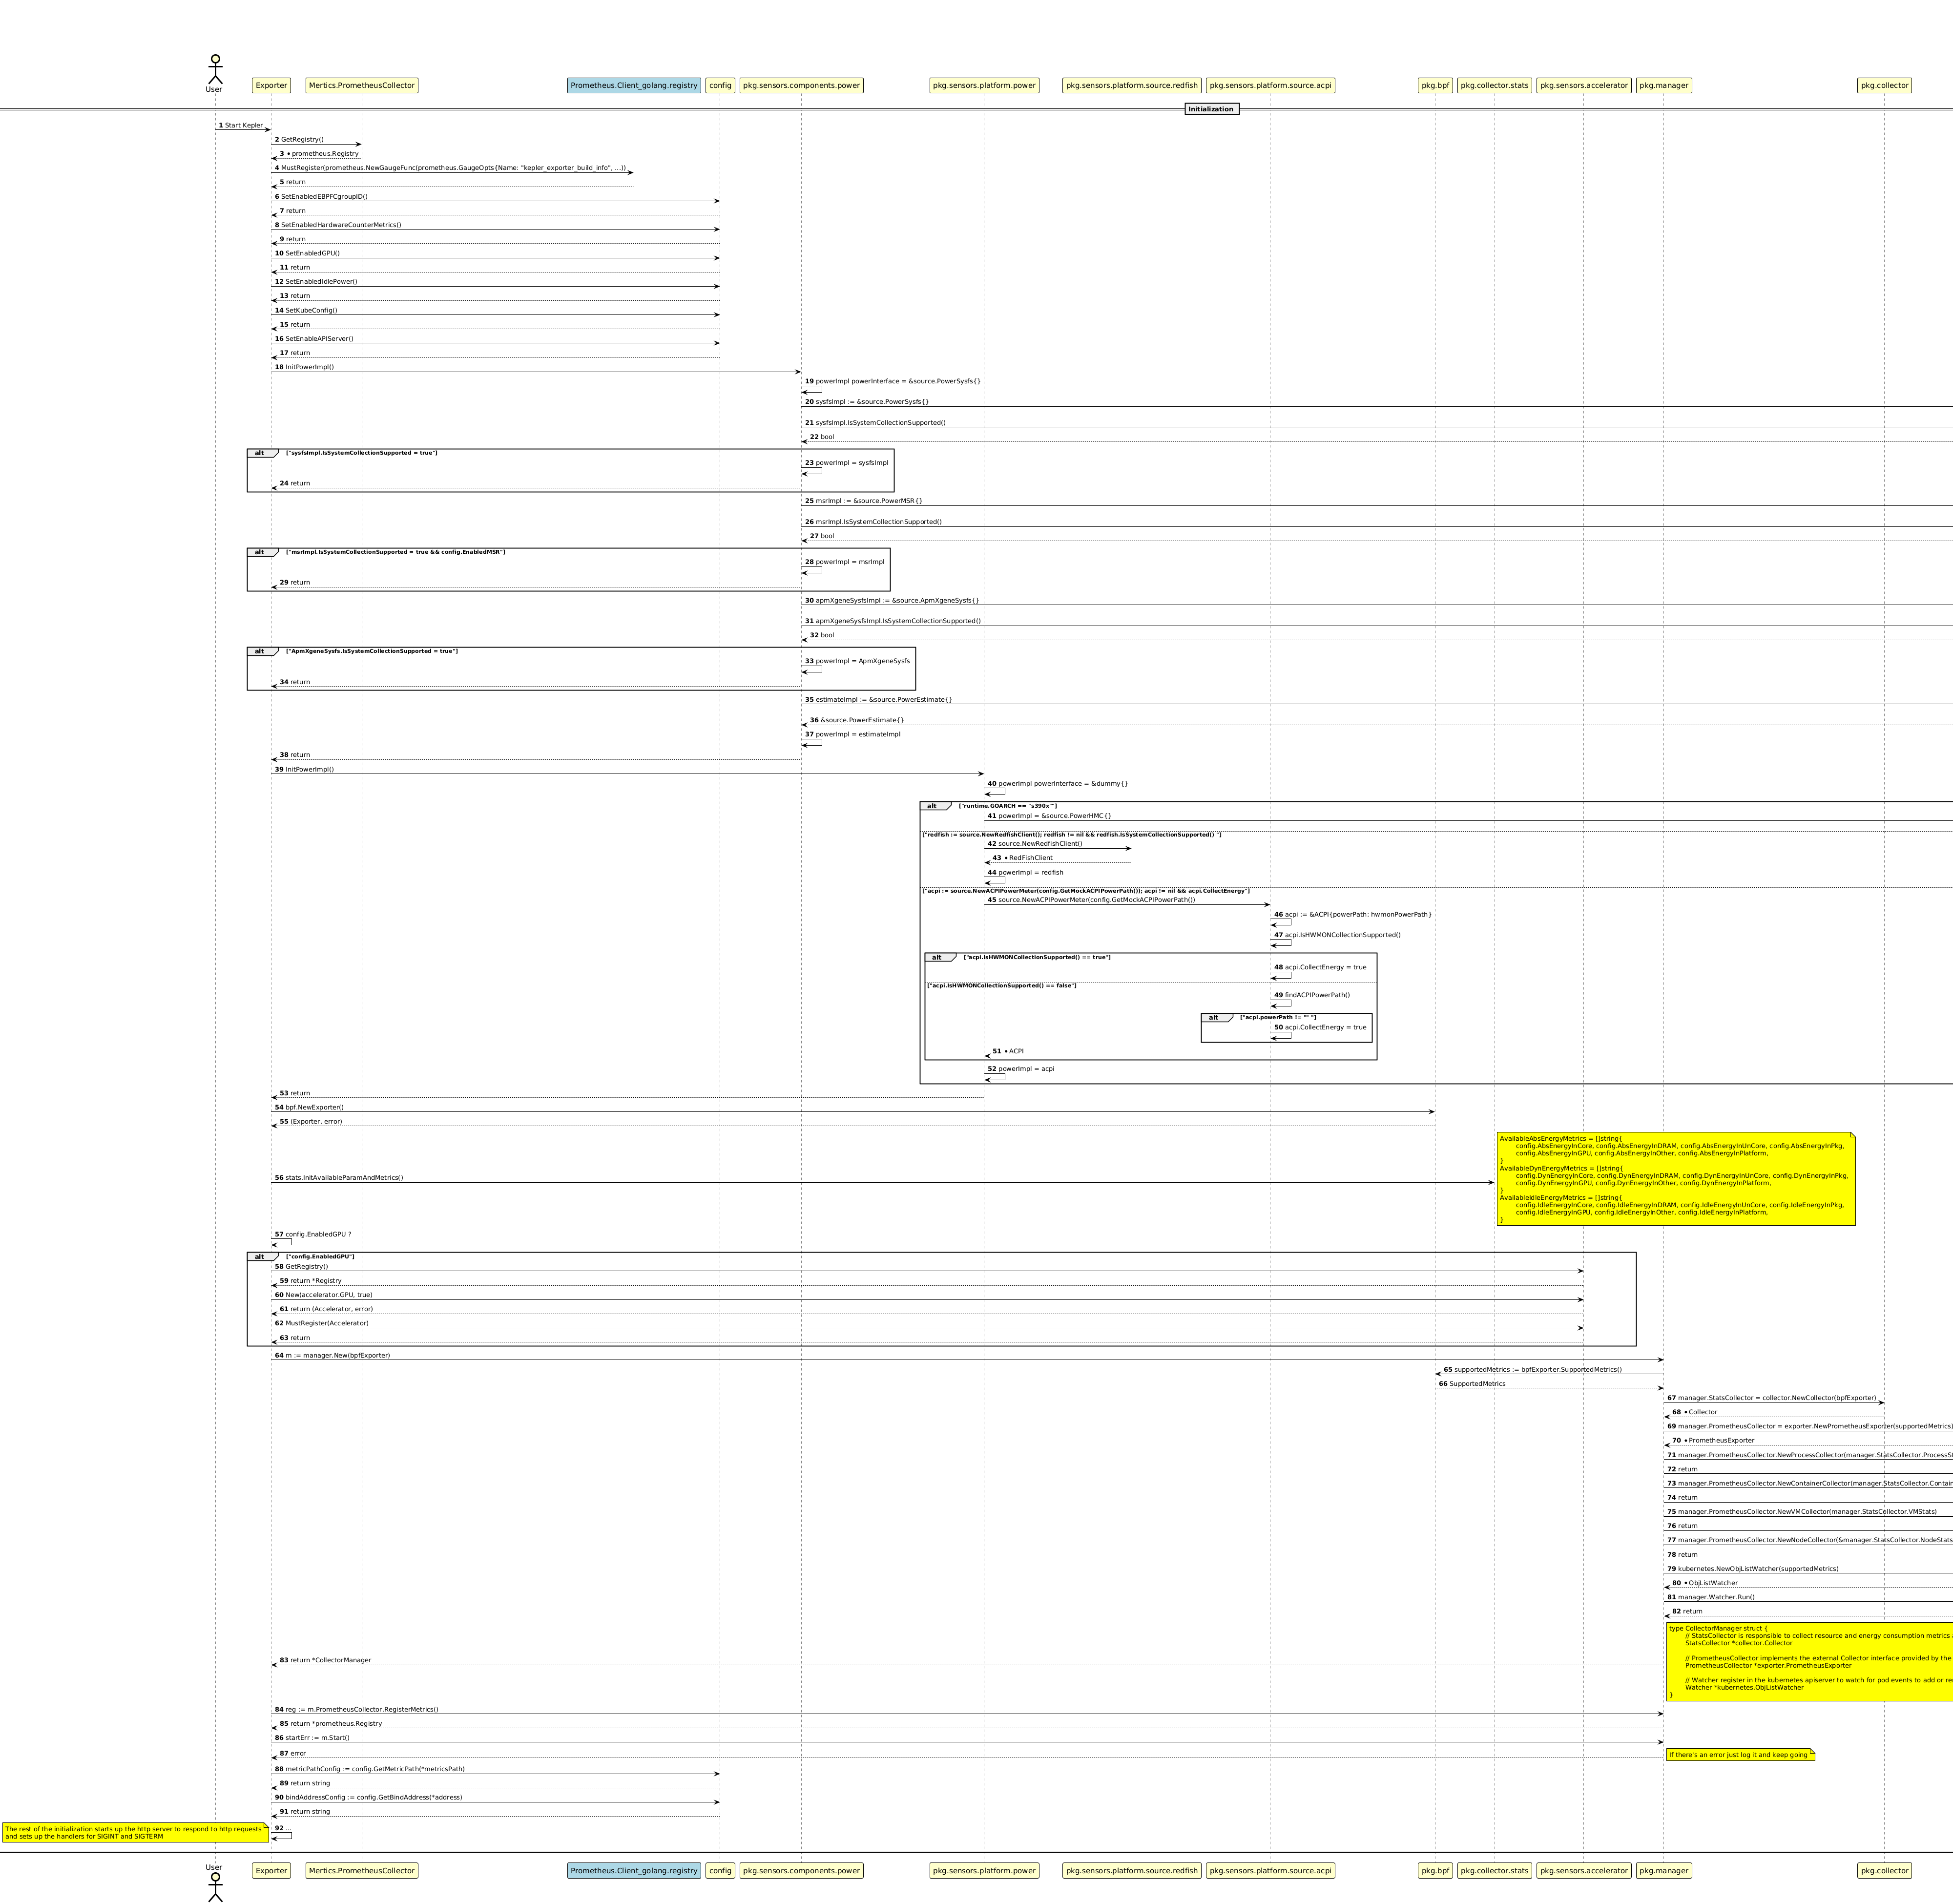 User
Exporter
Mertics.PrometheusCollector
Prometheus.Client_golang.registry
config
pkg.sensors.components.power
pkg.sensors.platform.power
pkg.sensors.platform.source.redfish
pkg.sensors.platform.source.acpi
pkg.bpf
pkg.collector.stats
pkg.sensors.accelerator
pkg.manager
pkg.collector
Initialization
1 Start Kepler
2 GetRegistry()
3 *prometheus.Registry
4 MustRegister(prometheus.NewGaugeFunc(prometheus.GaugeOpts{Name: "kepler_exporter_build_info", ...}))
5 return
6 SetEnabledEBPFCgroupID()
7 return
8 SetEnabledHardwareCounterMetrics()
9 return
10 SetEnabledGPU()
11 return
12 SetEnabledIdlePower()
13 return
14 SetKubeConfig()
15 return
16 SetEnableAPIServer()
17 return
18 InitPowerImpl()
19 powerImpl powerInterface = &source.PowerSysfs{}
20 sysfsImpl := &source.PowerSysfs{}
21 sysfsImpl.IsSystemCollectionSupported()
22 bool
alt ["sysfsImpl.IsSystemCollectionSupported = true"]
23 powerImpl = sysfsImpl
24 return
25 msrImpl := &source.PowerMSR{}
26 msrImpl.IsSystemCollectionSupported()
27 bool
alt ["msrImpl.IsSystemCollectionSupported = true && config.EnabledMSR"]
28 powerImpl = msrImpl
29 return
30 apmXgeneSysfsImpl := &source.ApmXgeneSysfs{}
31 apmXgeneSysfsImpl.IsSystemCollectionSupported()
32 bool
alt ["ApmXgeneSysfs.IsSystemCollectionSupported = true"]
33 powerImpl = ApmXgeneSysfs
34 return
35 estimateImpl := &source.PowerEstimate{}
36 &source.PowerEstimate{}
37 powerImpl = estimateImpl
38 return
39 InitPowerImpl()
40 powerImpl powerInterface = &dummy{}
alt ["runtime.GOARCH == "s390x""]
41 powerImpl = &source.PowerHMC{}
["redfish := source.NewRedfishClient(); redfish != nil && redfish.IsSystemCollectionSupported() "]
42 source.NewRedfishClient()
43 *RedFishClient
44 powerImpl = redfish
["acpi := source.NewACPIPowerMeter(config.GetMockACPIPowerPath()); acpi != nil && acpi.CollectEnergy"]
45 source.NewACPIPowerMeter(config.GetMockACPIPowerPath())
46 acpi := &ACPI{powerPath: hwmonPowerPath}
47 acpi.IsHWMONCollectionSupported()
alt ["acpi.IsHWMONCollectionSupported() == true"]
48 acpi.CollectEnergy = true
["acpi.IsHWMONCollectionSupported() == false"]
49 findACPIPowerPath()
alt ["acpi.powerPath != "" "]
50 acpi.CollectEnergy = true
51 *ACPI
52 powerImpl = acpi
53 return
54 bpf.NewExporter()
55 (Exporter, error)
56 stats.InitAvailableParamAndMetrics()
AvailableAbsEnergyMetrics = []string{
config.AbsEnergyInCore, config.AbsEnergyInDRAM, config.AbsEnergyInUnCore, config.AbsEnergyInPkg,
config.AbsEnergyInGPU, config.AbsEnergyInOther, config.AbsEnergyInPlatform,
}
AvailableDynEnergyMetrics = []string{
config.DynEnergyInCore, config.DynEnergyInDRAM, config.DynEnergyInUnCore, config.DynEnergyInPkg,
config.DynEnergyInGPU, config.DynEnergyInOther, config.DynEnergyInPlatform,
}
AvailableIdleEnergyMetrics = []string{
config.IdleEnergyInCore, config.IdleEnergyInDRAM, config.IdleEnergyInUnCore, config.IdleEnergyInPkg,
config.IdleEnergyInGPU, config.IdleEnergyInOther, config.IdleEnergyInPlatform,
}
57 config.EnabledGPU ?
alt ["config.EnabledGPU"]
58 GetRegistry()
59 return *Registry
60 New(accelerator.GPU, true)
61 return (Accelerator, error)
62 MustRegister(Accelerator)
63 return
64 m := manager.New(bpfExporter)
65 supportedMetrics := bpfExporter.SupportedMetrics()
66 SupportedMetrics
67 manager.StatsCollector = collector.NewCollector(bpfExporter)
68 *Collector
69 manager.PrometheusCollector = exporter.NewPrometheusExporter(supportedMetrics)
70 *PrometheusExporter
71 manager.PrometheusCollector.NewProcessCollector(manager.StatsCollector.ProcessSt
72 return
73 manager.PrometheusCollector.NewContainerCollector(manager.StatsCollector.Contain
74 return
75 manager.PrometheusCollector.NewVMCollector(manager.StatsCollector.VMStats)
76 return
77 manager.PrometheusCollector.NewNodeCollector(&manager.StatsCollector.NodeStats
78 return
79 kubernetes.NewObjListWatcher(supportedMetrics)
80 *ObjListWatcher
81 manager.Watcher.Run()
82 return
83 return *CollectorManager
type CollectorManager struct {
// StatsCollector is responsible to collect resource and energy consumption metrics
StatsCollector *collector.Collector
// PrometheusCollector implements the external Collector interface provided by the
PrometheusCollector *exporter.PrometheusExporter
// Watcher register in the kubernetes apiserver to watch for pod events to add or re
Watcher *kubernetes.ObjListWatcher
}
84 reg := m.PrometheusCollector.RegisterMetrics()
85 return *prometheus.Registry
86 startErr := m.Start()
87 error
If there's an error just log it and keep going
88 metricPathConfig := config.GetMetricPath(*metricsPath)
89 return string
90 bindAddressConfig := config.GetBindAddress(*address)
91 return string
The rest of the initialization starts up the http server to respond to http requests
and sets up the handlers for SIGINT and SIGTERM
92 ...
User
Exporter
Mertics.PrometheusCollector
Prometheus.Client_golang.registry
config
pkg.sensors.components.power
pkg.sensors.platform.power
pkg.sensors.platform.source.redfish
pkg.sensors.platform.source.acpi
pkg.bpf
pkg.collector.stats
pkg.sensors.accelerator
pkg.manager
pkg.collector